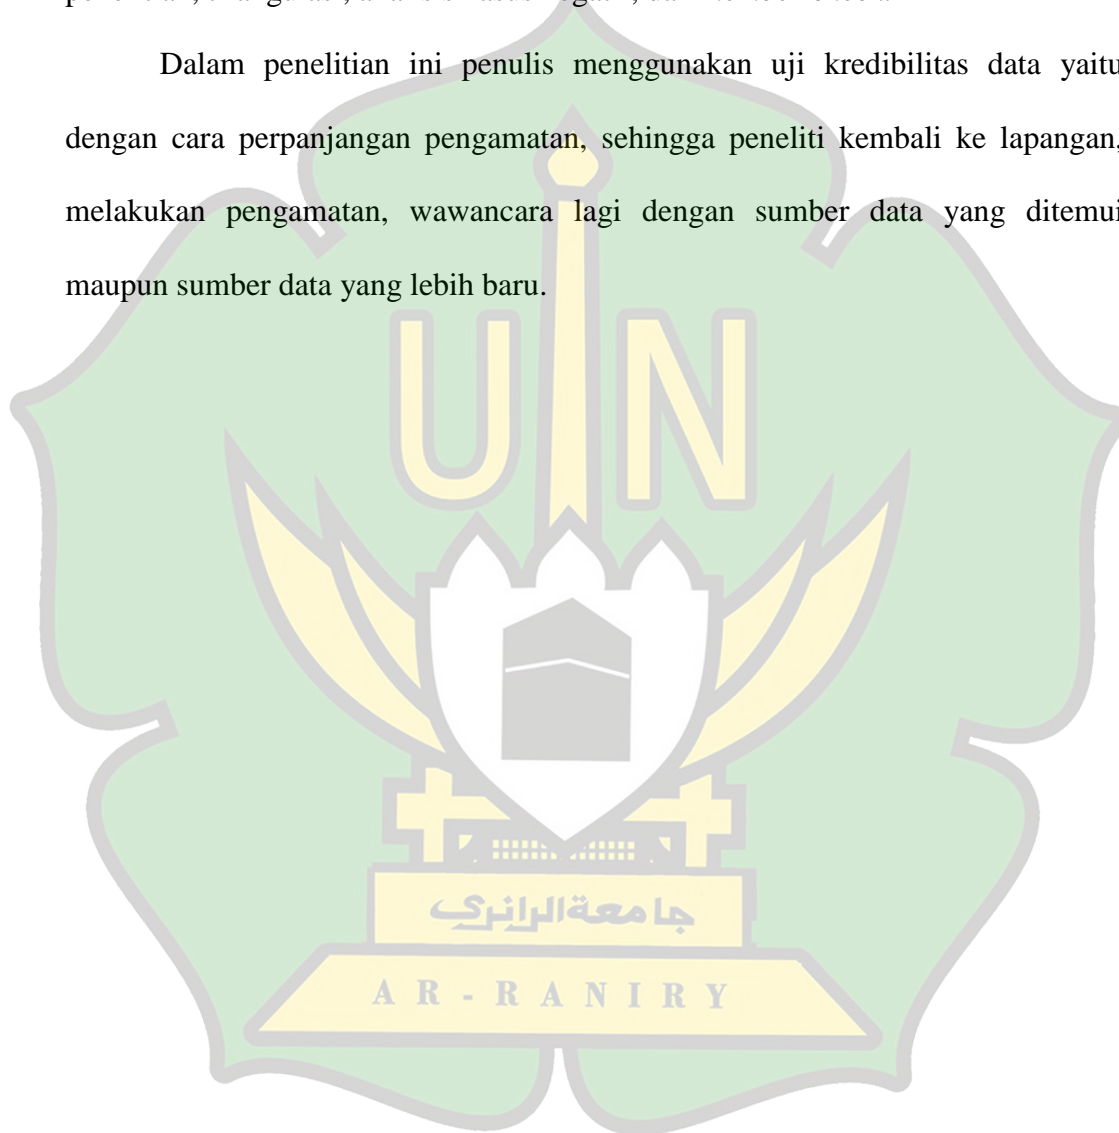 Dalam penelitian ini penulis menggunakan uji kredibilitas data yaitu
dengan cara perpanjangan pengamatan, sehingga peneliti kembali ke lapangan,
melakukan pengamatan, wawancara lagi dengan sumber data yang ditemui
maupun sumber data yang lebih baru.
UIN
جامعة الرانري
AR-RANIRY